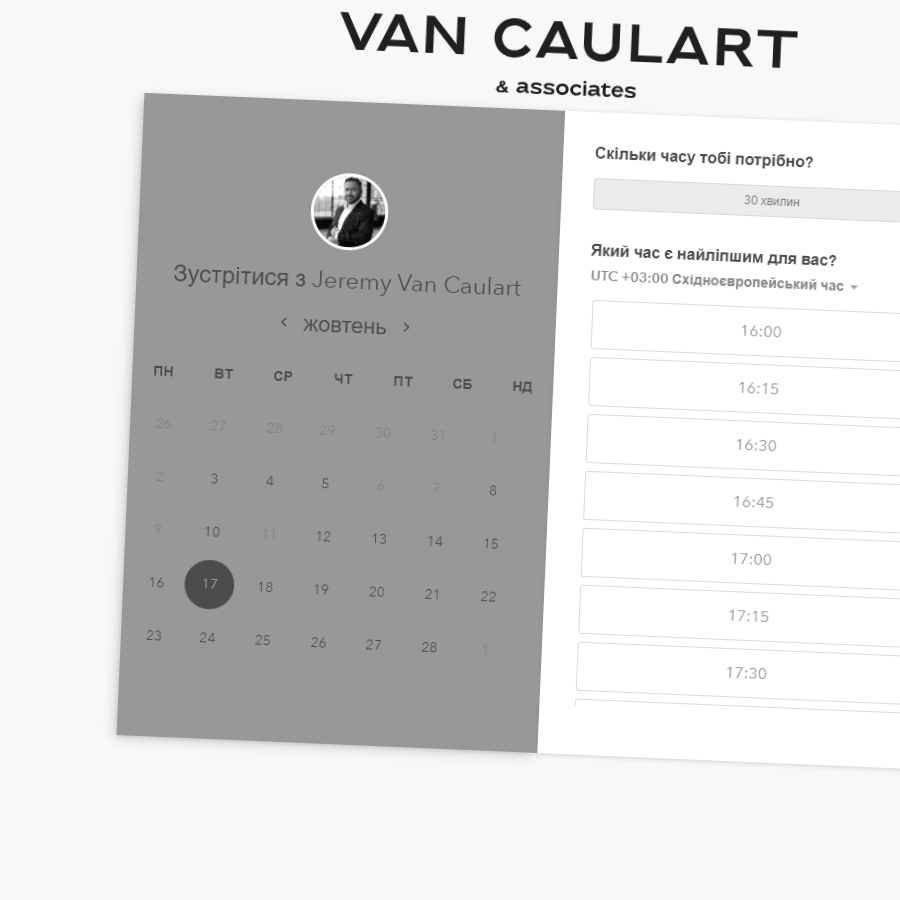 VAN CAULART
& associates
Зустрітися з Jeremy Van Caulart
жовтень
ПН ВТ СР ЧТ ПТ СБ НД
26 27 28 29 30 31 1
2 3 4 5 6 7 8
9 10 11 12 13 14 15
16 17 18 19 20 21 22
23 24 25 26 27 28 1
Скільки часу тобі потрібно?
30 хвилин
Який час є найліпшим для вас?
UTC +03:00 Східноєвропейський час
16:00
16:15
16:30
16:45
17:00
17:15
17:30